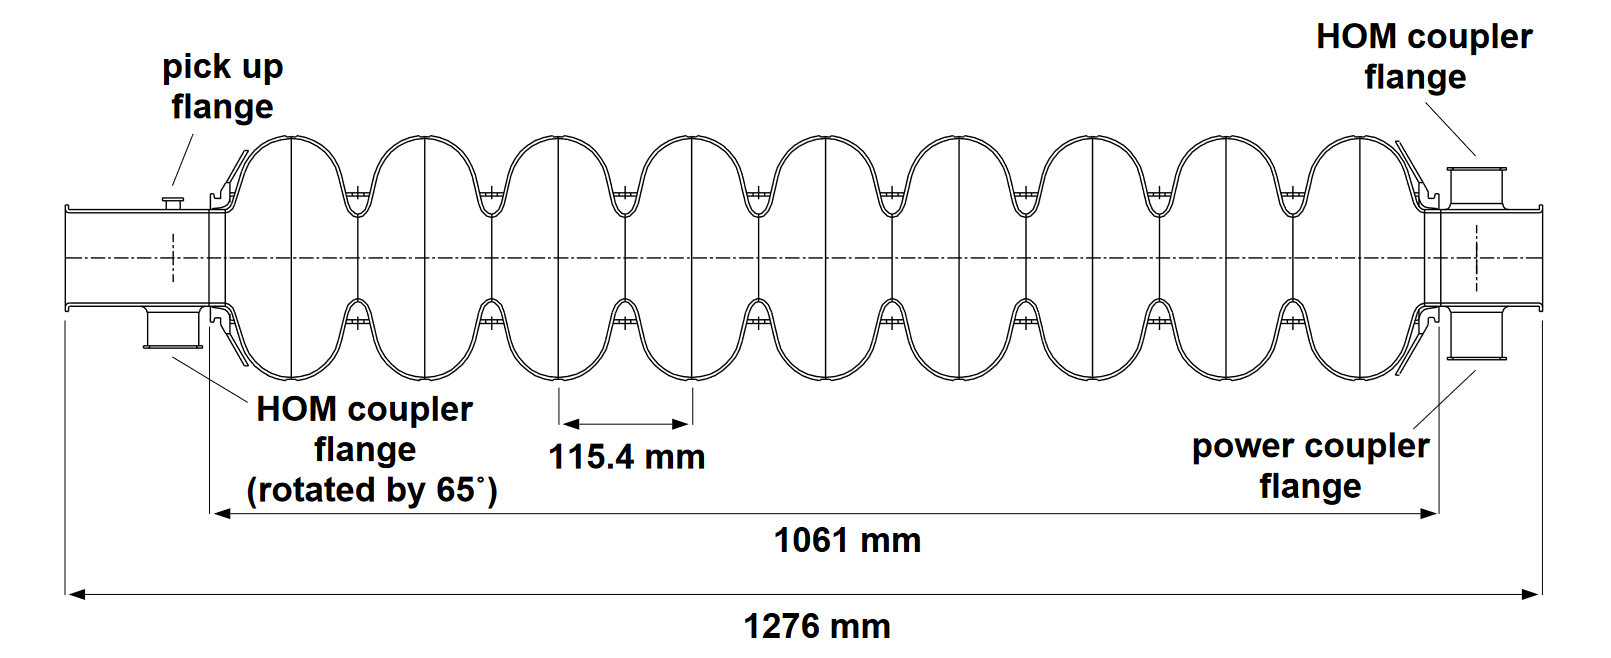 pick up
flange
HOM coupler
flange
HOM coupler
flange
(rotated by 65°)
115.4 mm
power coupler
flange
1061 mm
1276 mm